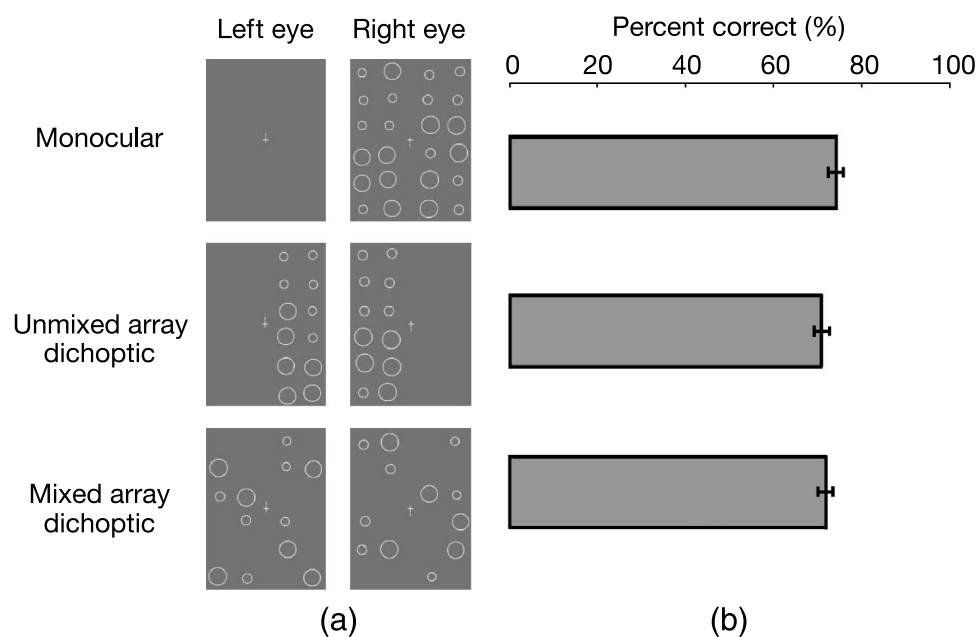 Left eye Right eye
Percent correct (%)
0 20 40 60 80 100
Monocular
Unmixed array
dichoptic
Mixed array
dichoptic
(a) (b)